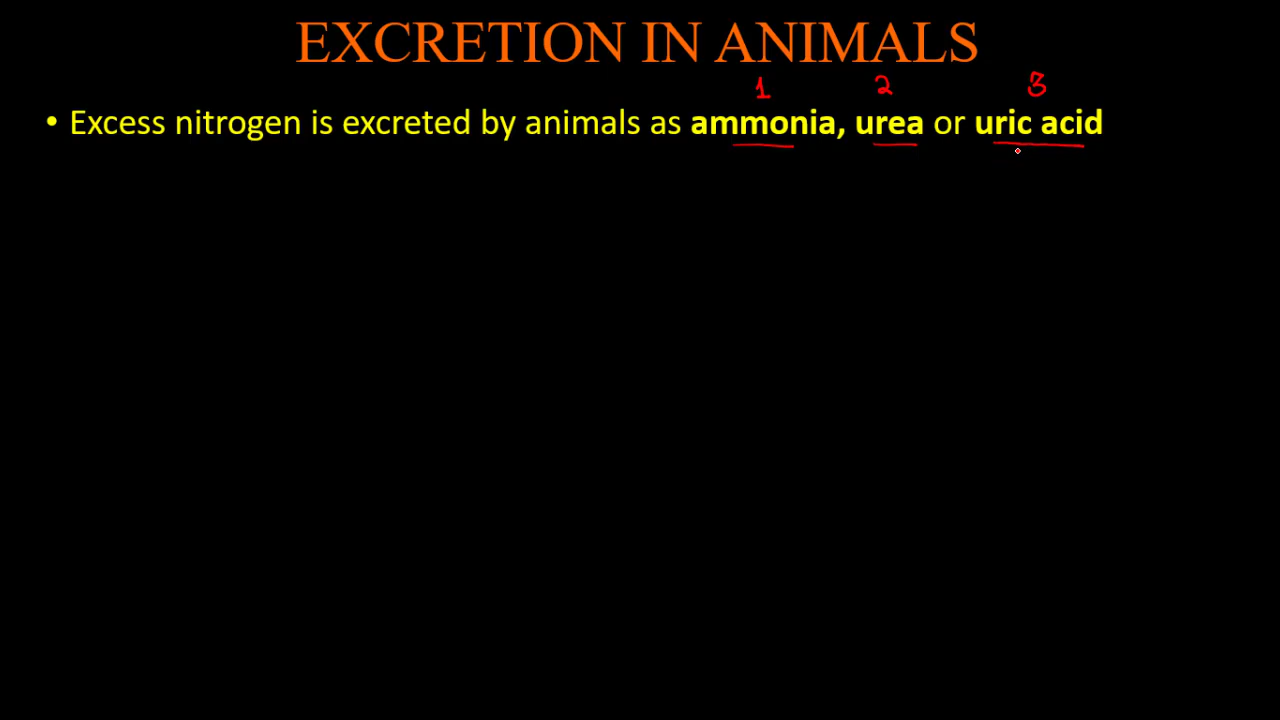 EXCRETION IN ANIMALS
1 2 3
• Excess nitrogen is excreted by animals as ammonia, urea or uric acid